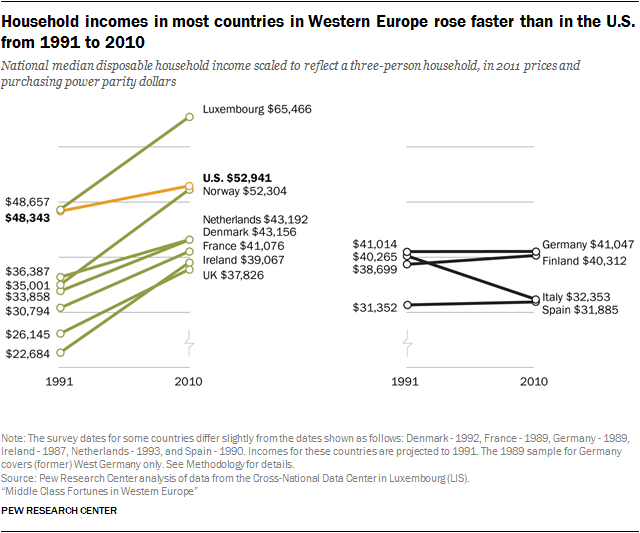 Household incomes in most countries in Western Europe rose faster than in the U.S.
from 1991 to 2010
National median disposable household income scaled to reflect a three-person household, in 2011 prices and
purchasing power parity dollars
Luxembourg $65,466
U.S. $52,941
Norway $52,304
$48,657
$48,343
Netherlands $43,192
Denmark $43,156
France $41,076
Ireland $39,067
UK $37,826
$36,387
$35,001
$33,858
$30,794
$26,145
$22,684
1991
2010
$41,014
$40,265
$38,699
$31,352
Germany $41,047
Finland $40,312
Italy $32,353
Spain $31,885
1991
2010
Note: The survey dates for some countries differ slightly from the dates shown as follows: Denmark - 1992, France - 1989, Germany - 1989,
Ireland - 1987, Netherlands - 1993, and Spain - 1990. Incomes for these countries are projected to 1991. The 1989 sample for Germany
covers (former) West Germany only. See Methodology for details.
Source: Pew Research Center analysis of data from the Cross-National Data Center in Luxembourg (LIS).
“Middle Class Fortunes in Western Europe”
PEW RESEARCH CENTER